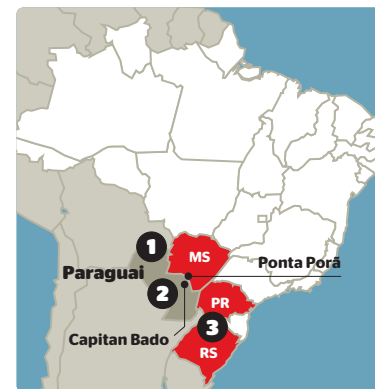 1
MS
Ponta Porã
Paraguai
2
PR
Capitan Bado
3
RS